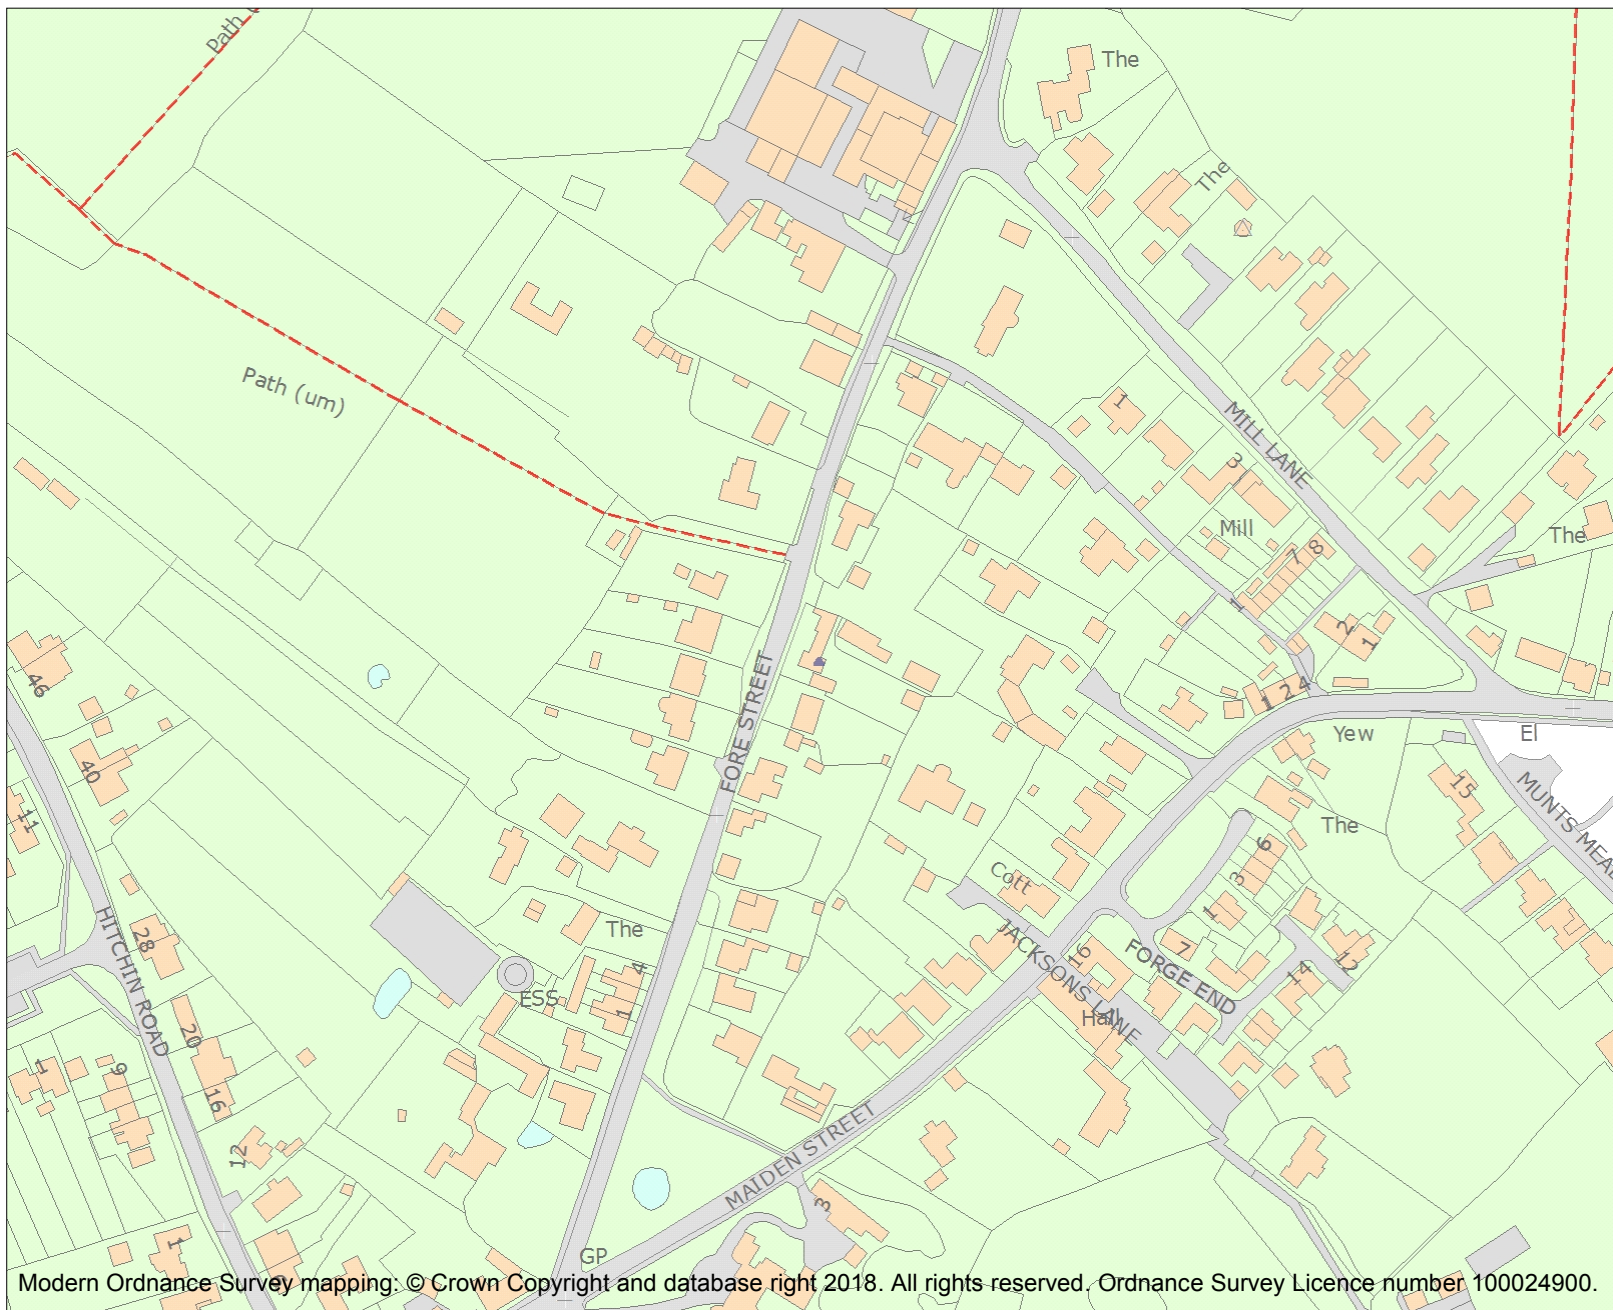 Path (
The
The
Path (um)
1
MILL LANE
3
Mill
7 8
The
1
2
1
46
FORE STREET
1 2 4
Yew
El
40
15
MUNTS MEAD
11
The
6
Cott
3
HITCHIN ROAD
28
The
1
JACKSONS LANE
16
FORGE END
7
12
4
14
ESS
1
Hall
20
1
9
16
MAIDEN STREET
12
3
1
GP
Modern Ordnance Survey mapping: © Crown Copyright and database right 2018. All rights reserved. Ordnance Survey Licence number 100024900.